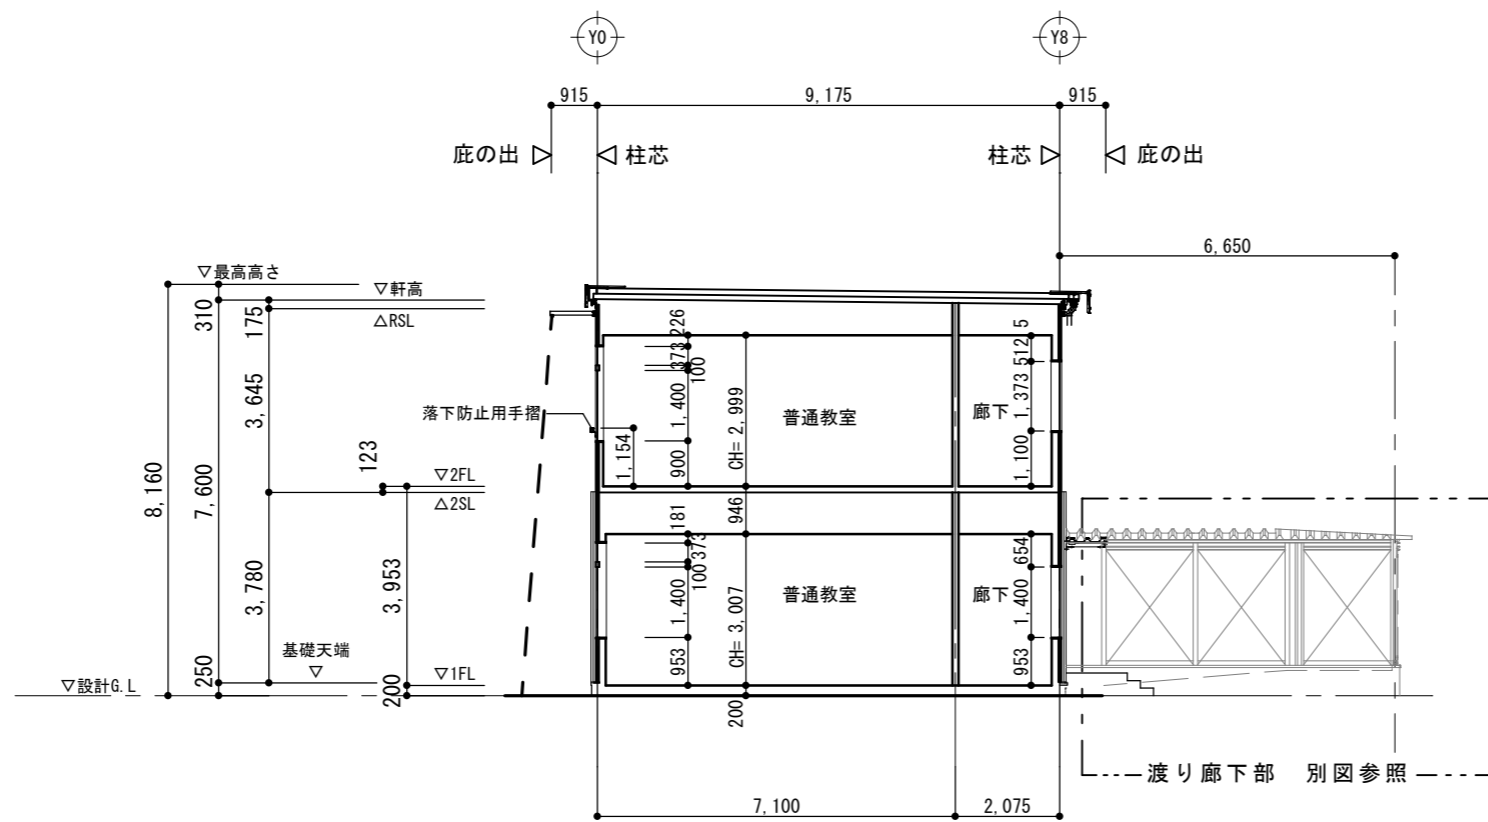 Y0
Y8
915
9,175
915
庇の出
柱芯
柱芯
庇の出
6,650
▽最高高さ
▽軒高
△RSL
310
175
3,645
123
8,160
7,600
▽2FL
△2SL
3,780
3,953
基礎天端
▽
250
▽設計G.L
200
▽1FL
落下防止用手摺
226
373
100
1,400
1,154
900
CH= 2,999
普通教室
廊下
512.5
1,373
1,100
946
181
373
100
1,400
953
CH= 3,007
普通教室
廊下
654
1,400
953
200
渡り廊下部　別図参照
7,100
2,075